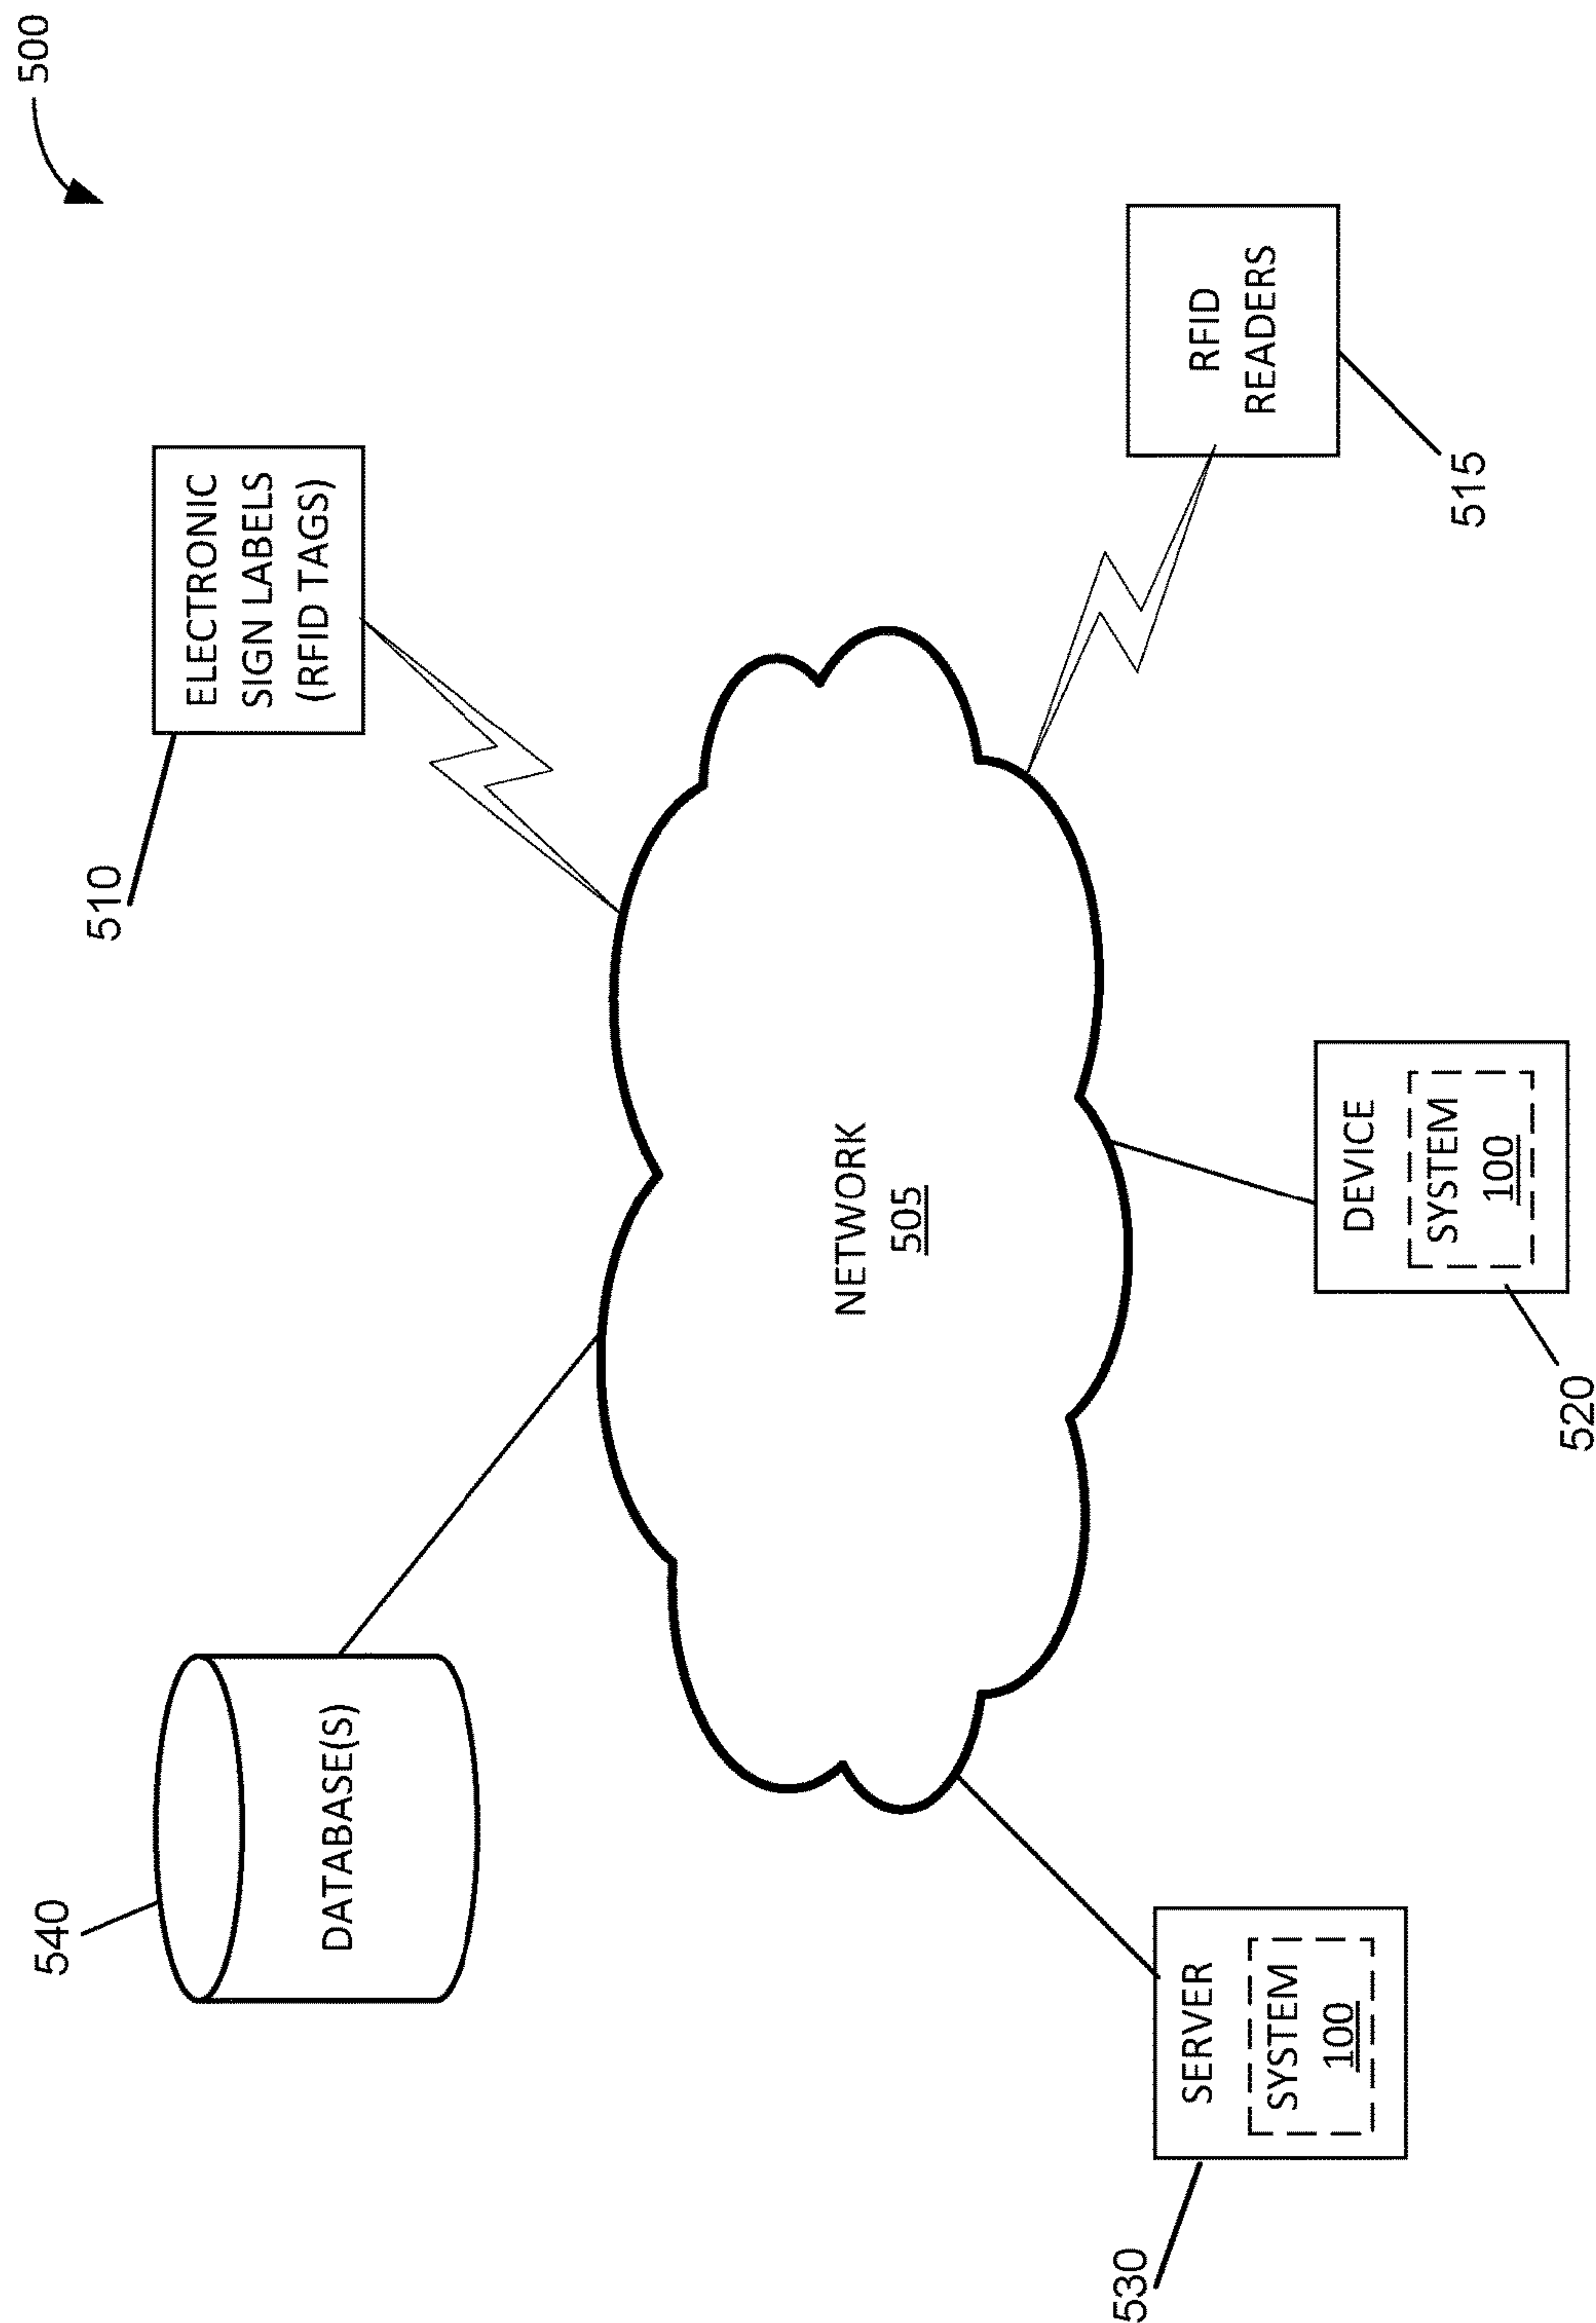 500
540
DATABASE(S)
510
ELECTRONIC
SIGN LABELS
(RFID TAGS)
NETWORK
505
530
SERVER
SYSTEM
100
520
DEVICE
SYSTEM
100
515
RFID
READERS